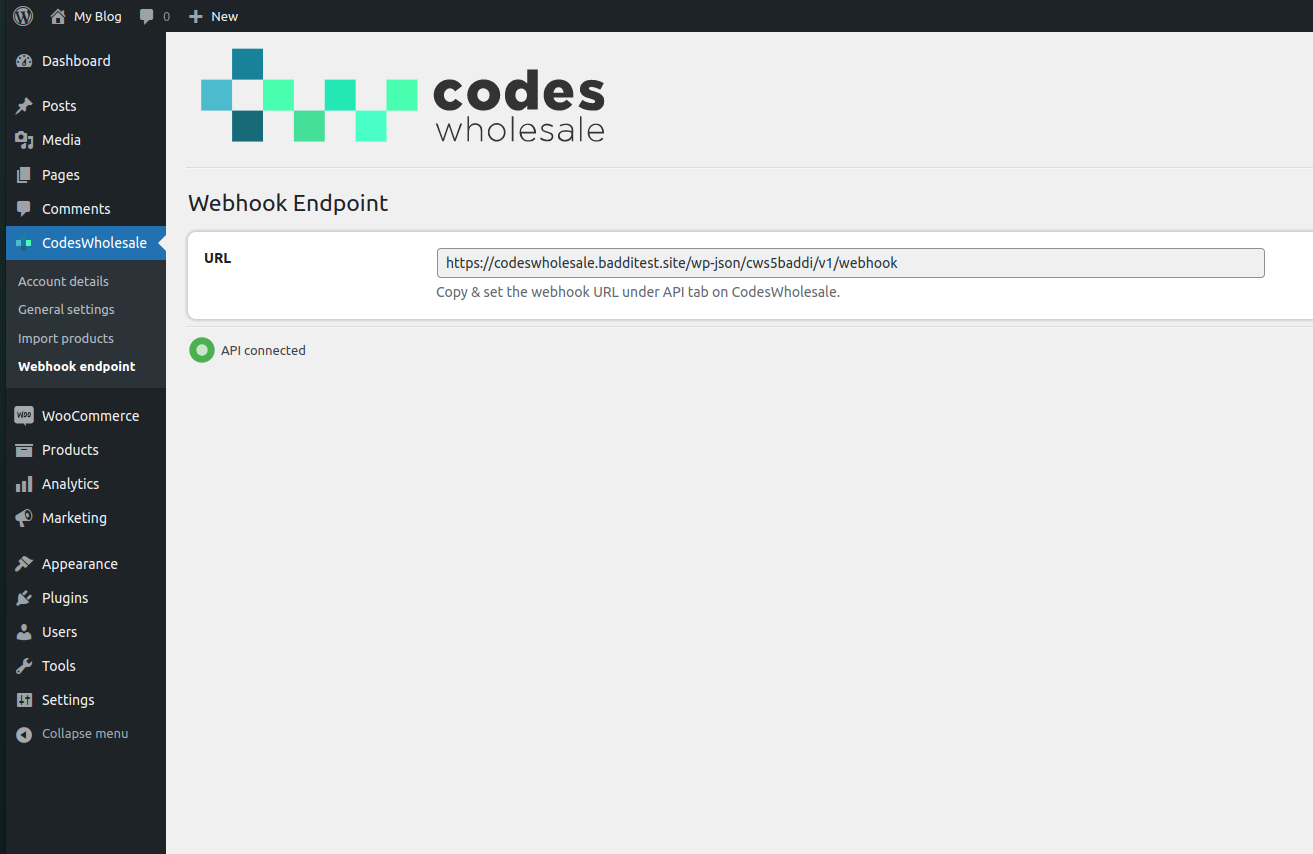 My Blog 0 New
Dashboard
Posts
Media
Pages
Comments
CodesWholesale
Account details
General settings
Import products
Webhook endpoint
WOO WooCommerce
Products
Analytics
Marketing
Appearance
Plugins
Users
Tools
Settings
Collapse menu
codes
wholesale
Webhook Endpoint
URL
https://codeswholesale.badditest.site/wp-json/cws5baddi/v1/webhook
Copy & set the webhook URL under API tab on CodesWholesale.
API connected